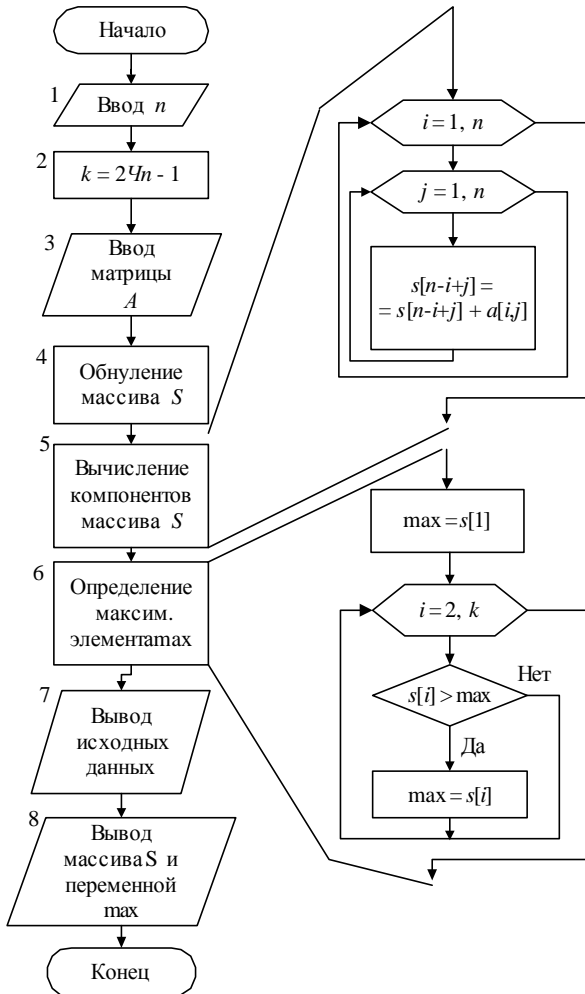 Начало
1
Ввод n
2
k = 2Чn - 1
3
Ввод
матрицы
A
4
Обнуление
массива S
5
Вычисление
компонентов
массива S
6
Определение
максим.
элементаmax
7
Вывод
исходных
данных
8
Вывод
массиваS и
переменной
max
Конец
i = 1, n
j = 1, n
s[n-i+j] =
= s[n-i+j] + a[i,j]
max = s[1]
i = 2, k
s[i] > max
Нет
Да
max = s[i]